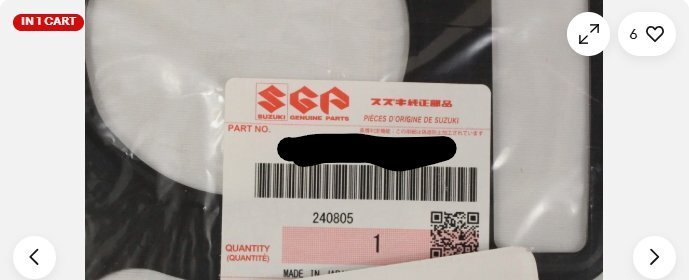 IN 1 CART
6
SGP
SUZUKI GENUINE PARTS
スズキ純正部品
PIÈCES D'ORIGINE DE SUZUKI
PART NO.
240805
QUANTITY
(QUANTITÉ)
1
MADE IN